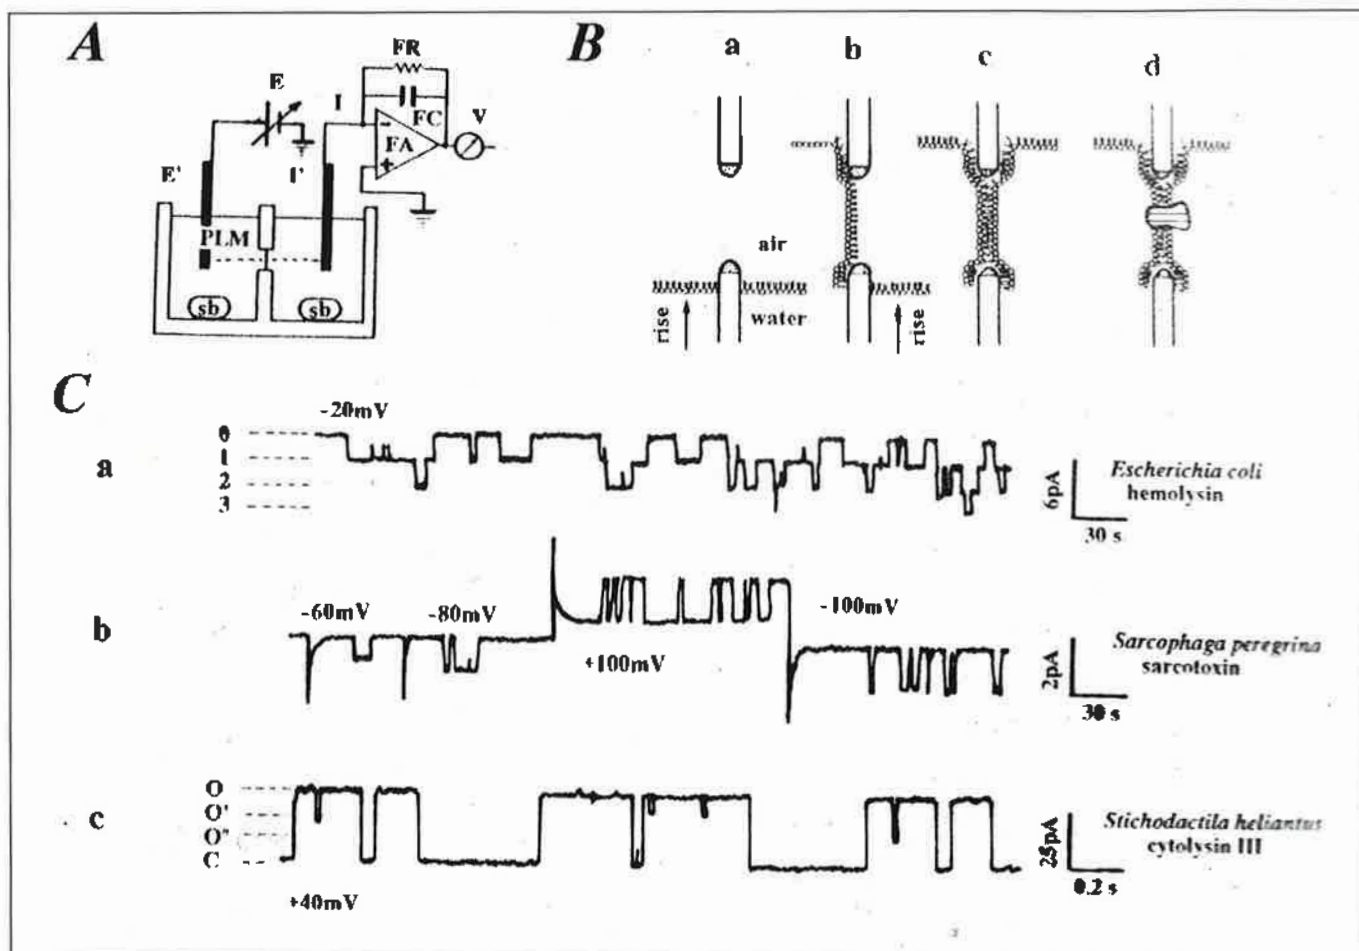 A
B
a
b
c
d
FR
E
I
FC
V
FA
-
+
E'
I'
PLM
sb
sb
air
water
rise
rise
C
a
-20mV
0
1
2
3
6pA
30 s
Escherichia coli
hemolysin
b
-60mV
-80mV
+100mV
-100mV
2pA
30 s
Sarcophaga peregrina
sarcotoxin
c
O
O'
O"
C
+40mV
25pA
0.2 s
Stichodactila heliantus
cytolysin III